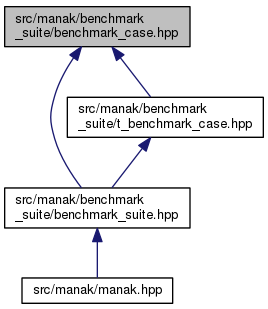 src/manak/benchmark
_suite/benchmark_case.hpp
src/manak/benchmark
_suite/t_benchmark_case.hpp
src/manak/benchmark
_suite/benchmark_suite.hpp
src/manak/manak.hpp